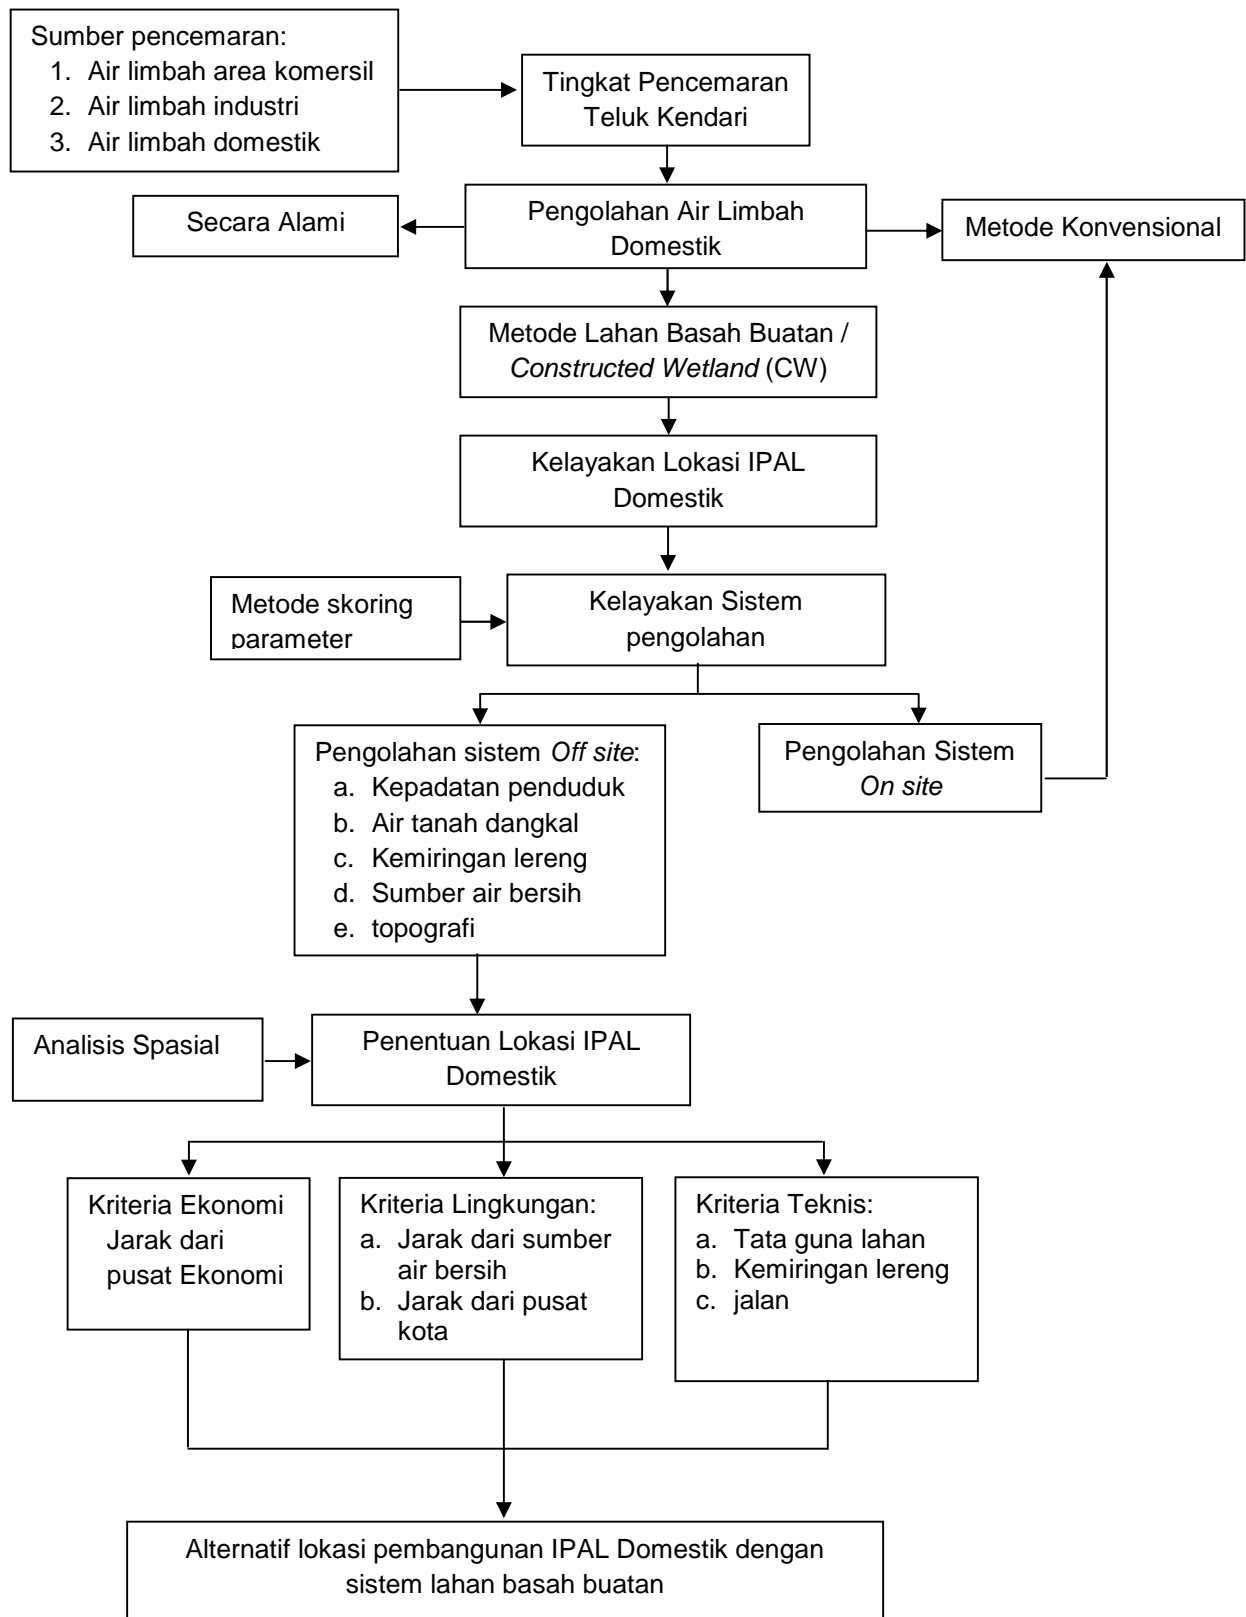 Sumber pencemaran:
1. Air limbah area komersil
2. Air limbah industri
3. Air limbah domestik
Tingkat Pencemaran
Teluk Kendari
Secara Alami
Pengolahan Air Limbah
Domestik
Metode Konvensional
Metode Lahan Basah Buatan /
Constructed Wetland (CW)
Kelayakan Lokasi IPAL
Domestik
Metode skoring
parameter
Kelayakan Sistem
pengolahan
Pengolahan sistem Off site:
a. Kepadatan penduduk
b. Air tanah dangkal
c. Kemiringan lereng
d. Sumber air bersih
e. topografi
Pengolahan Sistem
On site
Analisis Spasial
Penentuan Lokasi IPAL
Domestik
Kriteria Ekonomi
Jarak dari
pusat Ekonomi
Kriteria Lingkungan:
a. Jarak dari sumber
air bersih
b. Jarak dari pusat
kota
Kriteria Teknis:
a. Tata guna lahan
b. Kemiringan lereng
c. jalan
Alternatif lokasi pembangunan IPAL Domestik dengan
sistem lahan basah buatan